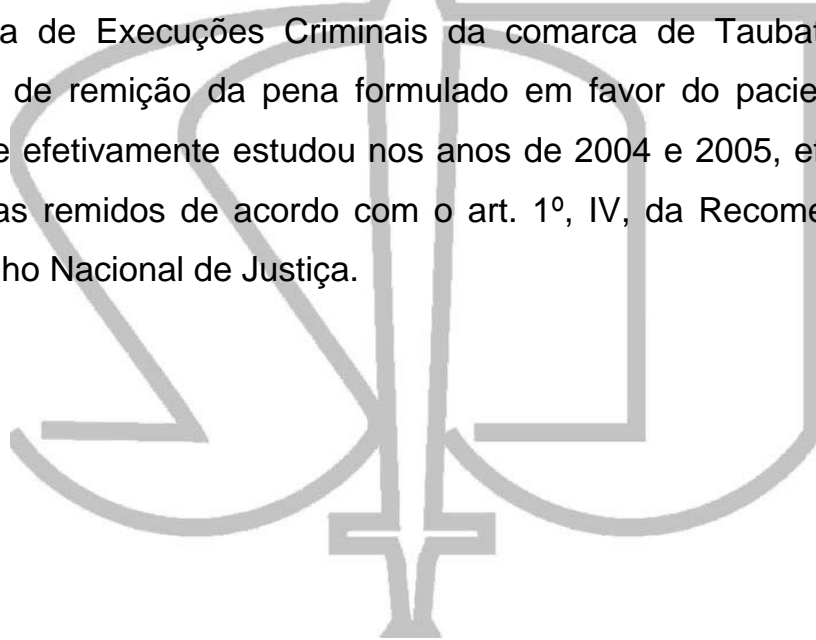 a de Execuções Criminais da comarca de Taubat
de remição da pena formulado em favor do pacie
e efetivamente estudou nos anos de 2004 e 2005, ef
as remidos de acordo com o art. 1º, IV, da Recome
ho Nacional de Justiça.